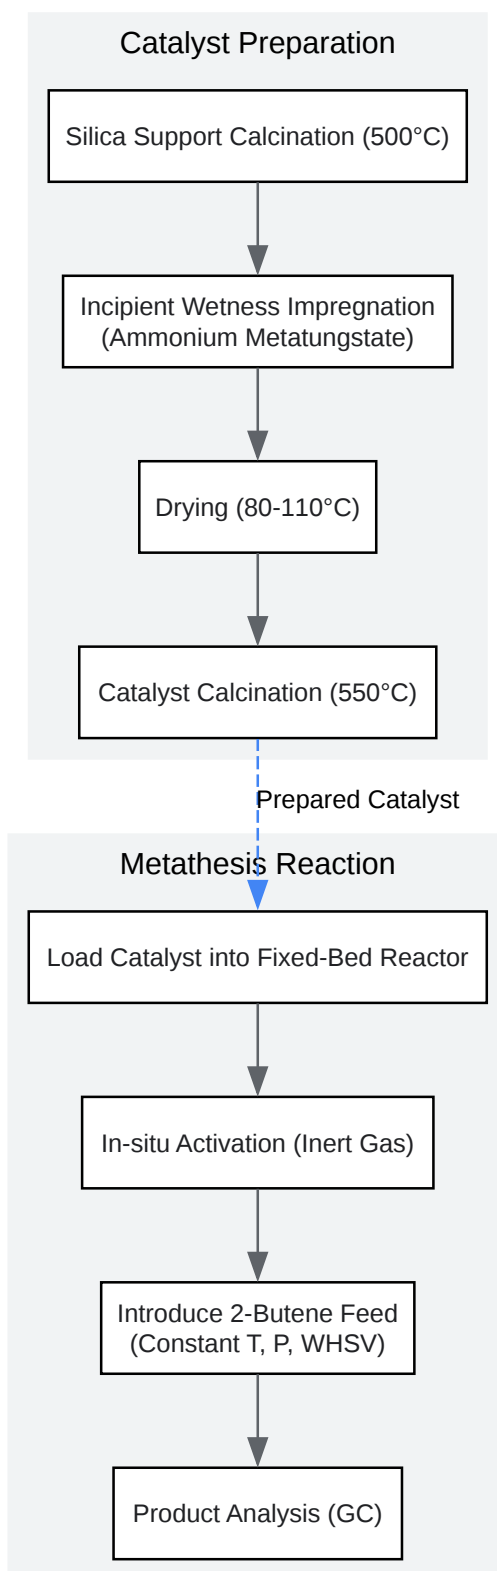 Catalyst Preparation
Silica Support Calcination (500°C)
Incipient Wetness Impregnation
(Ammonium Metatungstate)
Drying (80-110°C)
Catalyst Calcination (550°C)
Prepared Catalyst
Metathesis Reaction
Load Catalyst into Fixed-Bed Reactor
In-situ Activation (Inert Gas)
Introduce 2-Butene Feed
(Constant T, P, WHSV)
Product Analysis (GC)